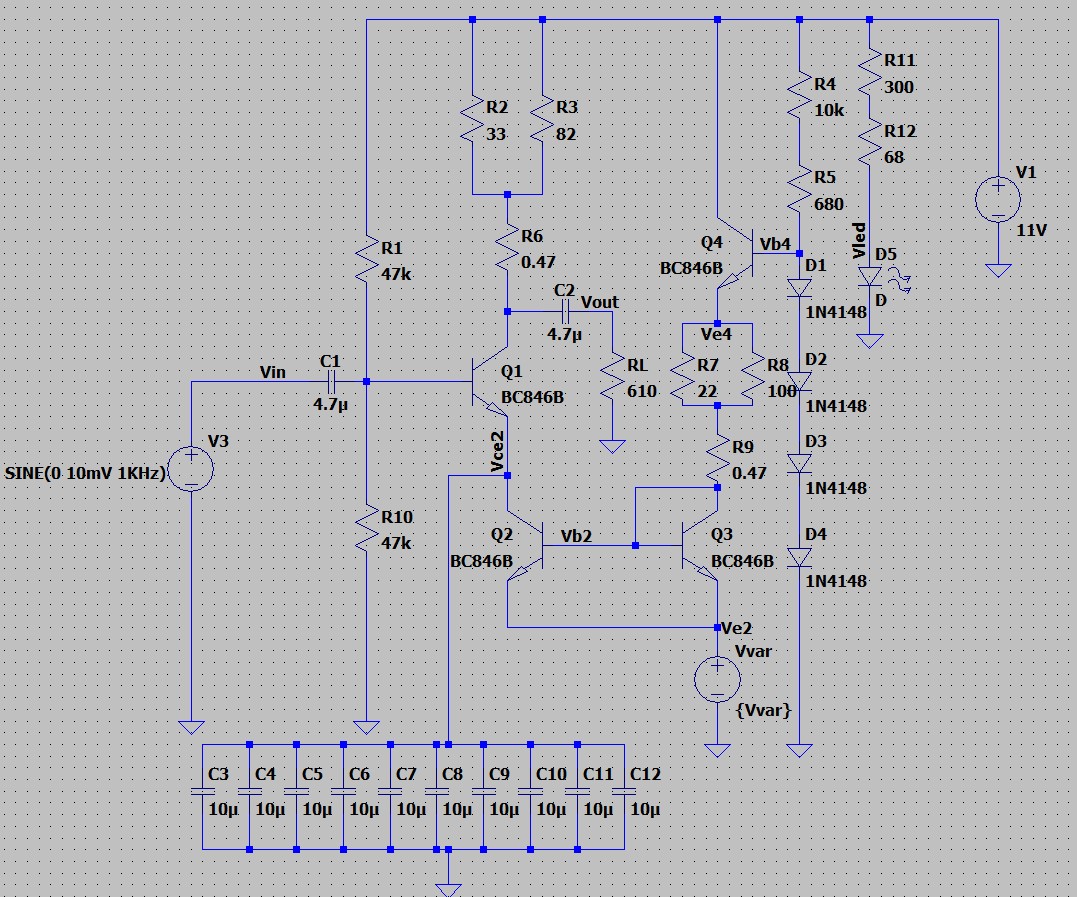 R2
33
R3
82
R4
10k
R11
300
R12
68
V1
11V
R5
680
R1
47k
R6
0.47
Q4
BC846B
Vb4
Vled
D5
D
D1
1N4148
C2
Vout
4.7µ
Ve4
Vin
C1
4.7µ
Q1
BC846B
RL
610
R7
22
R8
100
D2
1N4148
V3
SINE(0 10mV 1KHz)
Vce2
R9
0.47
D3
1N4148
R10
47k
Q2
BC846B
Vb2
Q3
BC846B
D4
1N4148
Ve2
Vvar
{Vvar}
C3
10µ
C4
10µ
C5
10µ
C6
10µ
C7
10µ
C8
10µ
C9
10µ
C10
10µ
C11
10µ
C12
10µ